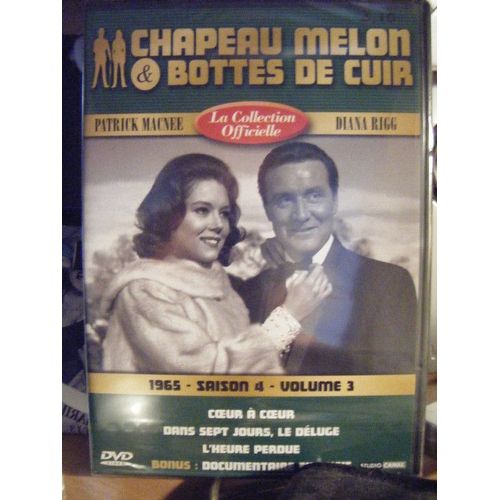 CHAPEAU MELON
& BOTTES DE CUIR
PATRICK MACNEE
La Collection
Officielle
DIANA RIGG
1965 - SAISON 4 - VOLUME 3
CŒUR À CŒUR
DANS SEPT JOURS, LE DÉLUGE
L'HEURE PERDUE
BONUS : DOCUMENTAIRE
DVD
VIDEO
STUDIO CANAL